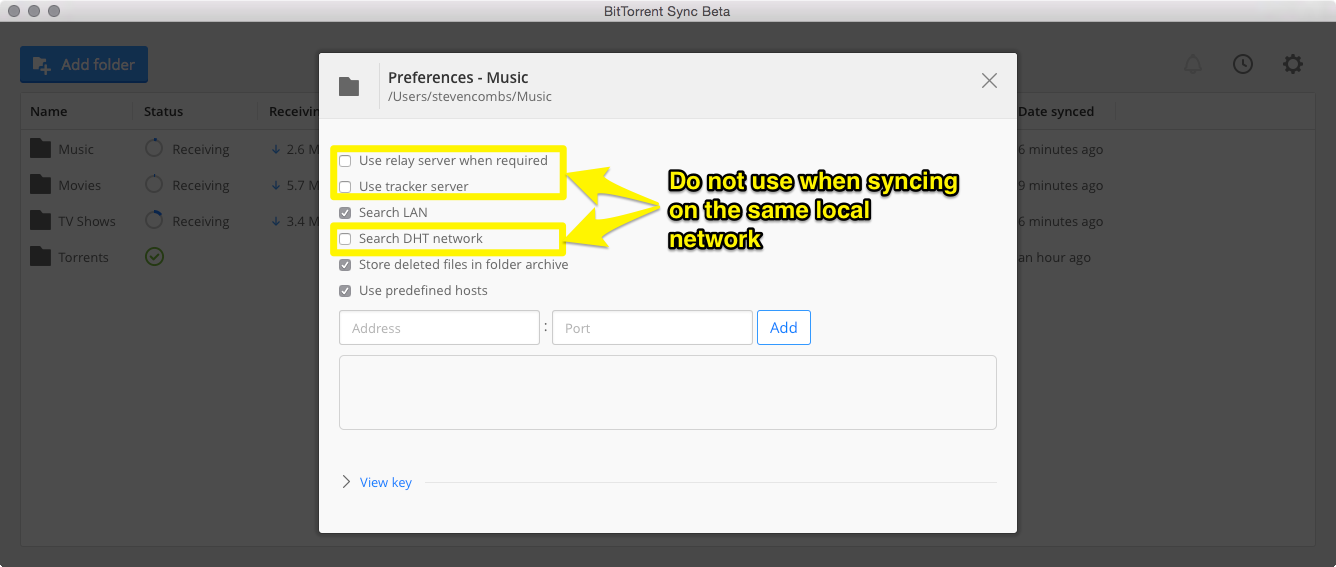 BitTorrent Sync Beta
Add folder
Name Status Receivin Date synced
Music Receiving 2.6 M 6 minutes ago
Movies Receiving 5.7 M 9 minutes ago
TV Shows Receiving 3.4 M 6 minutes ago
Torrents an hour ago
Preferences - Music
/Users/stevencombs/Music
Use relay server when required
Use tracker server
Search LAN
Search DHT network
Store deleted files in folder archive
Use predefined hosts
Address : Port Add
View key
Do not use when syncing
on the same local
network